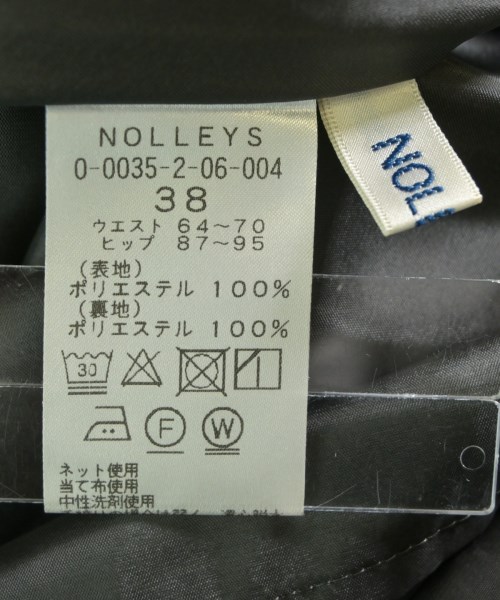 NOLLEYS
0-0035-2-06-004
38
ウエスト 64～70
ヒップ 87～95
(表地)
ポリエステル 100%
(裏地)
ポリエステル 100%
30
F W
ネット使用
当て布使用
中性洗剤使用
NOLL